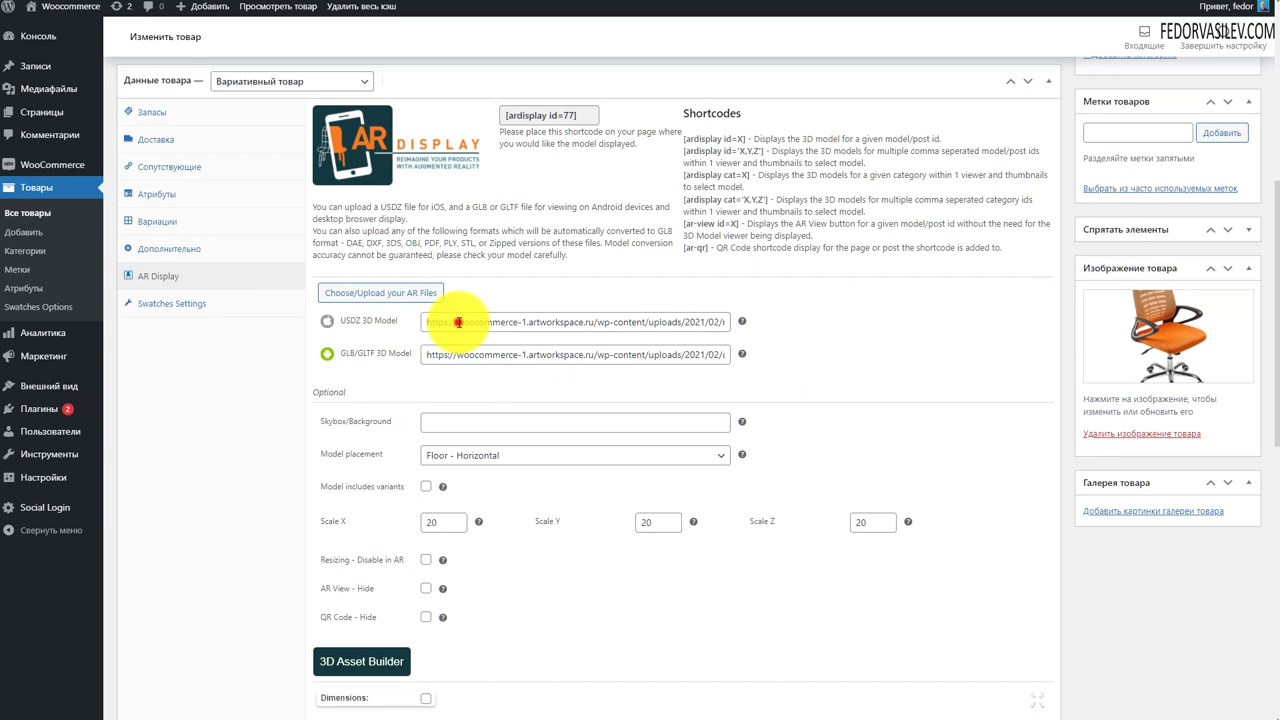 Woocommerce
2
0
Добавить
Просмотреть товар
Удалить весь кэш
Привет, fedor
FEDORVASILEV.COM
Консоль
Записи
Медиафайлы
Страницы
Комментарии
WooCommerce
Товары
Все товары
Добавить
Категории
Метки
Атрибуты
Swatches Options
Аналитика
Маркетинг
Внешний вид
Плагины 2
Пользователи
Инструменты
Настройки
Social Login
Свернуть меню
Изменить товар
Входящие
Завершить настройку
Данные товара —
Вариативный товар
Запасы
Доставка
Сопутствующие
Атрибуты
Вариации
Дополнительно
AR Display
Swatches Settings
AR
DISPLAY
REIMAGINE YOUR PRODUCTS
WITH AUGMENTED REALITY
[ardisplay id=77]
Please place this shortcode on your page where
you would like the model displayed.
Shortcodes
[ardisplay id=X] - Displays the 3D model for a given model/post id.
[ardisplay id='X,Y,Z'] - Displays the 3D models for multiple comma seperated model/post ids
within 1 viewer and thumbnails to select model.
[ardisplay cat=X] - Displays the 3D models for a given category within 1 viewer and thumbnails
to select model.
[ardisplay cat='X,Y,Z'] - Displays the 3D models for multiple comma seperated category ids
within 1 viewer and thumbnails to select model.
[ar-view id=X] - Displays the AR View button for a given model/post id without the need for the
3D Model viewer being displayed.
[ar-qr] - QR Code shortcode display for the page or post the shortcode is added to.
You can upload a USDZ file for iOS, and a GLB or GLTF file for viewing on Android devices and
desktop broswer display.
You can also upload any of the following formats which will be automatically converted to GLB
format - DAE, DXF, 3DS, OBJ, PDF, PLY, STL, or Zipped versions of these files. Model conversion
accuracy cannot be guaranteed, please check your model carefully.
Choose/Upload your AR Files
USDZ 3D Model
https://woocommerce-1.artworkspace.ru/wp-content/uploads/2021/02/
GLB/GLTF 3D Model
https://woocommerce-1.artworkspace.ru/wp-content/uploads/2021/02/
Optional
Skybox/Background
Model placement
Floor - Horizontal
Model includes variants
Scale X
20
Scale Y
20
Scale Z
20
Resizing - Disable in AR
AR View - Hide
QR Code - Hide
3D Asset Builder
Dimensions:
Метки товаров
Добавить
Разделяйте метки запятыми
Выбрать из часто используемых меток
Спрятать элементы
Изображение товара
Нажмите на изображение, чтобы
изменить или обновить его
Удалить изображение товара
Галерея товара
Добавить картинки галереи товара